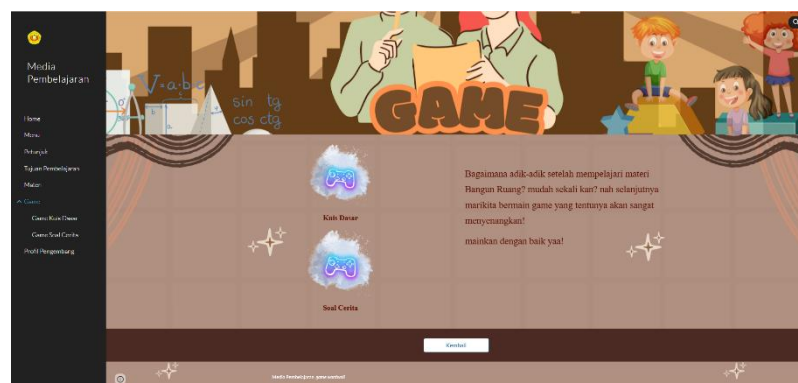 Media
Pembelajaran
Home
Menu
Petunjuk
Tujuan Pembelajaran
Materi
Game
Game Kuis Dasar
Game Soal Cerita
Profil Pengembang
V=a·b·c
sin tg
cos ctg
GAME
Kuis Dasar
Soal Cerita
Bagaimana adik-adik setelah mempelajari materi
Bangun Ruang? mudah sekali kan? nah selanjutnya
marikita bermain game yang tentunya akan sangat
menyenangkan!
mainkan dengan baik yaa!
Kembali
Media Pembelajaran